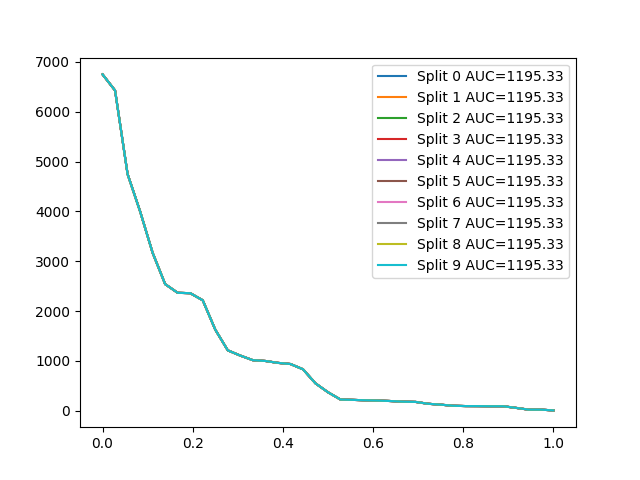 7000
6000
5000
4000
3000
2000
1000
0
0.0 0.2 0.4 0.6 0.8 1.0
Split 0 AUC=1195.33
Split 1 AUC=1195.33
Split 2 AUC=1195.33
Split 3 AUC=1195.33
Split 4 AUC=1195.33
Split 5 AUC=1195.33
Split 6 AUC=1195.33
Split 7 AUC=1195.33
Split 8 AUC=1195.33
Split 9 AUC=1195.33